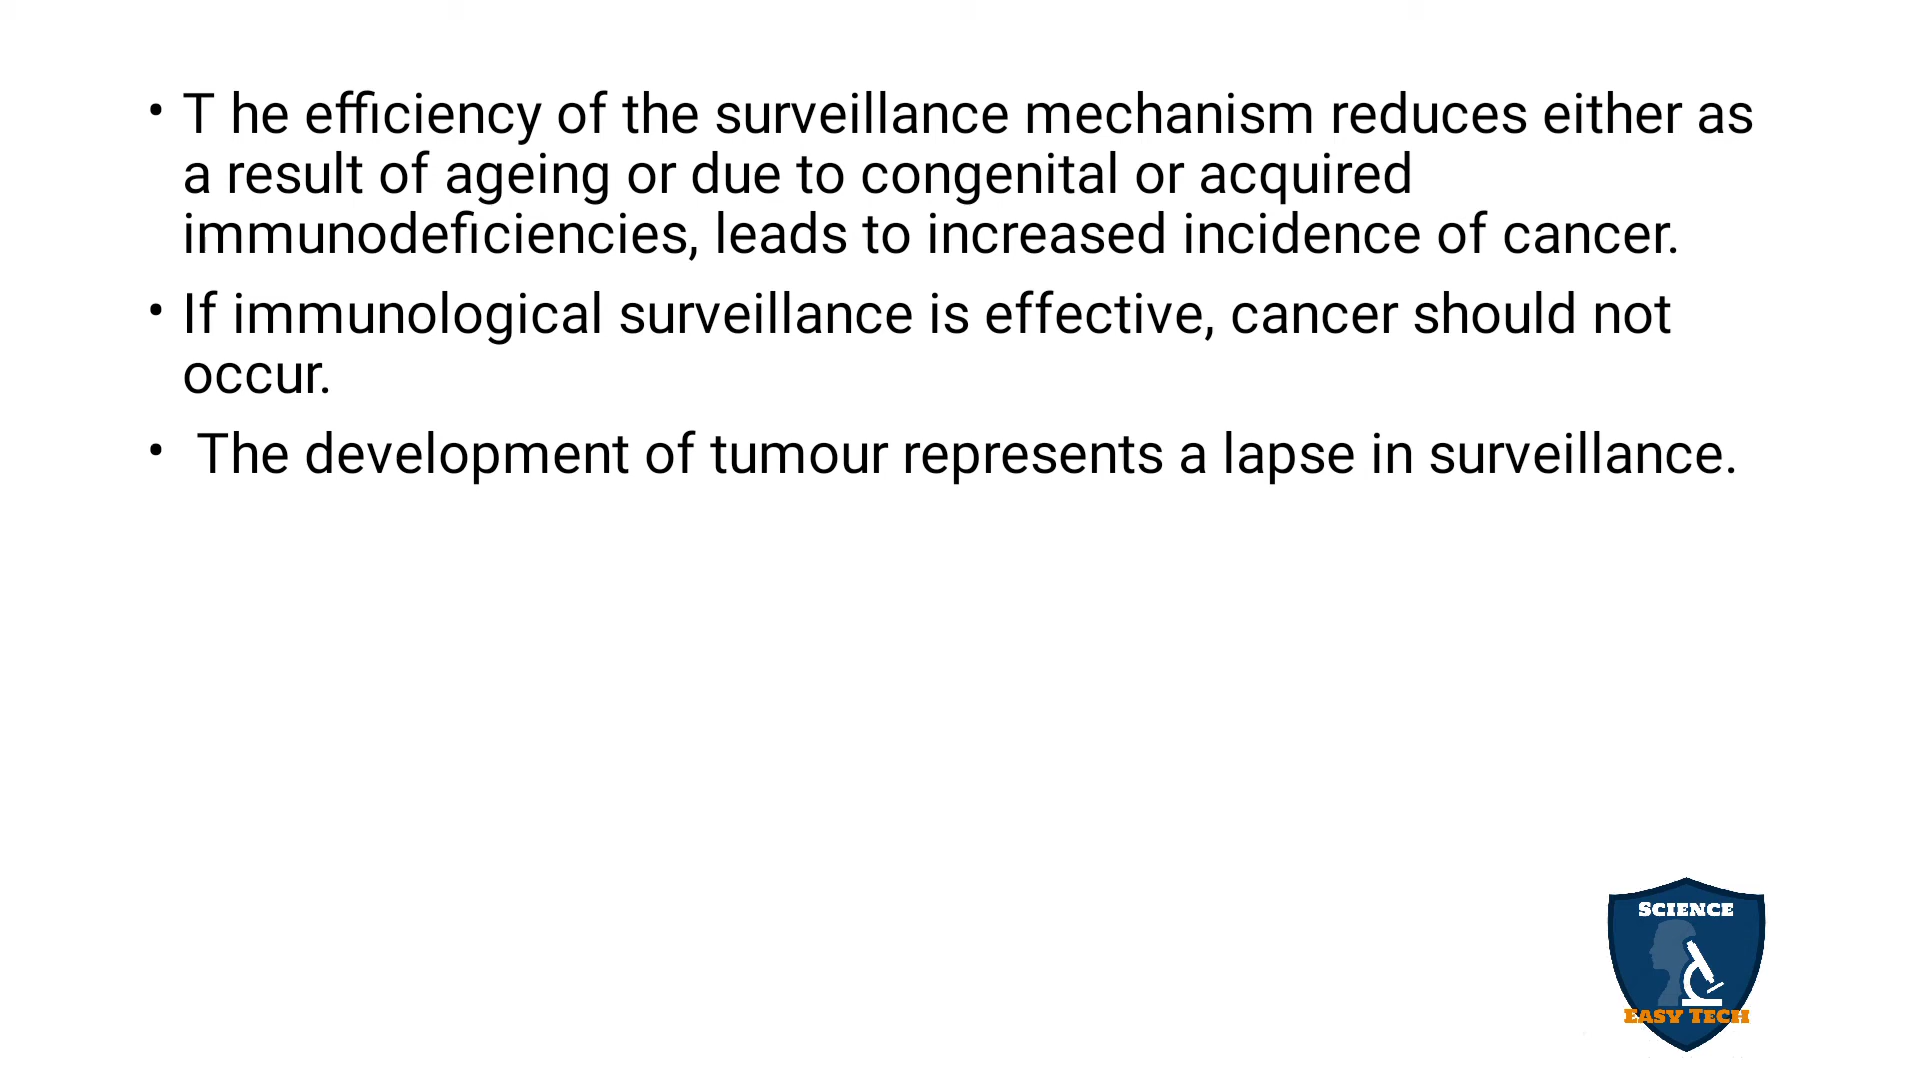 • T he efficiency of the surveillance mechanism reduces either as
a result of ageing or due to congenital or acquired
immunodeficiencies, leads to increased incidence of cancer.
• If immunological surveillance is effective, cancer should not
occur.
• The development of tumour represents a lapse in surveillance.
SCIENCE
EASY TECH